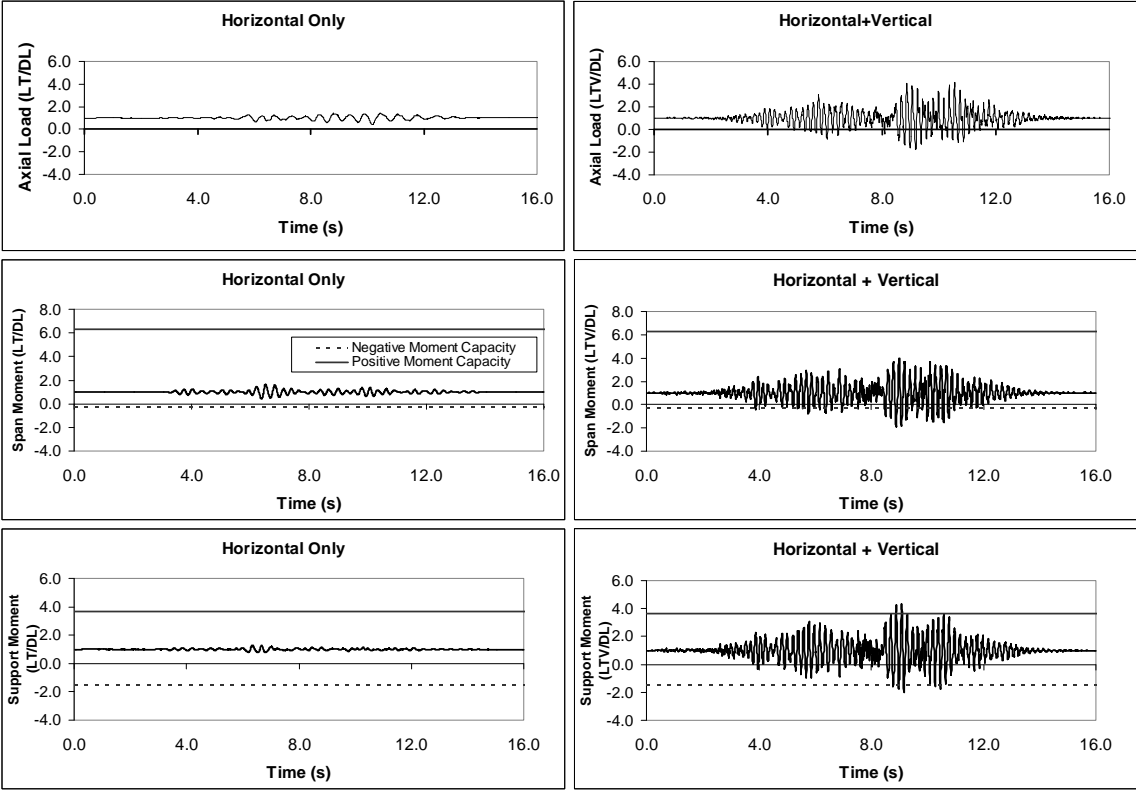 Horizontal Only
Axial Load (LT/DL)
6.0
4.0
2.0
0.0
-2.0
-4.0
0.0 4.0 8.0 12.0 16.0
Time (s)
Horizontal+Vertical
Axial Load (LTV/DL)
6.0
4.0
2.0
0.0
-2.0
-4.0
0.0 4.0 8.0 12.0 16.0
Time (s)
Horizontal Only
Span Moment (LT/DL)
8.0
6.0
4.0
2.0
0.0
-2.0
-4.0
Negative Moment Capacity
Positive Moment Capacity
0.0 4.0 8.0 12.0 16.0
Time (s)
Horizontal + Vertical
Span Moment (LTV/DL)
8.0
6.0
4.0
2.0
0.0
-2.0
-4.0
0.0 4.0 8.0 12.0 16.0
Time (s)
Horizontal Only
Support Moment
(LT/DL)
6.0
4.0
2.0
0.0
-2.0
-4.0
0.0 4.0 8.0 12.0 16.0
Time (s)
Horizontal + Vertical
Support Moment
(LTV/DL)
6.0
4.0
2.0
0.0
-2.0
-4.0
0.0 4.0 8.0 12.0 16.0
Time (s)